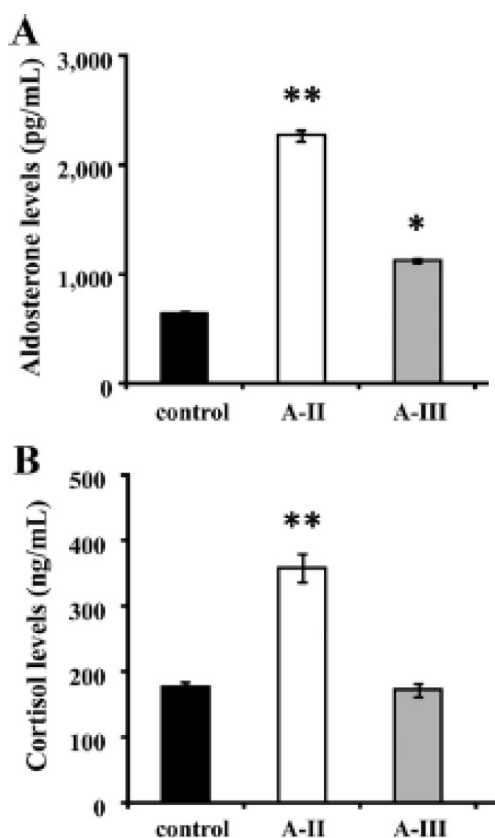 A
Aldosterone levels (pg/mL)
3,000
2,000
1,000
0
**
*
control A-II A-III
B
Cortisol levels (ng/mL)
500
400
300
200
100
0
**
control A-II A-III